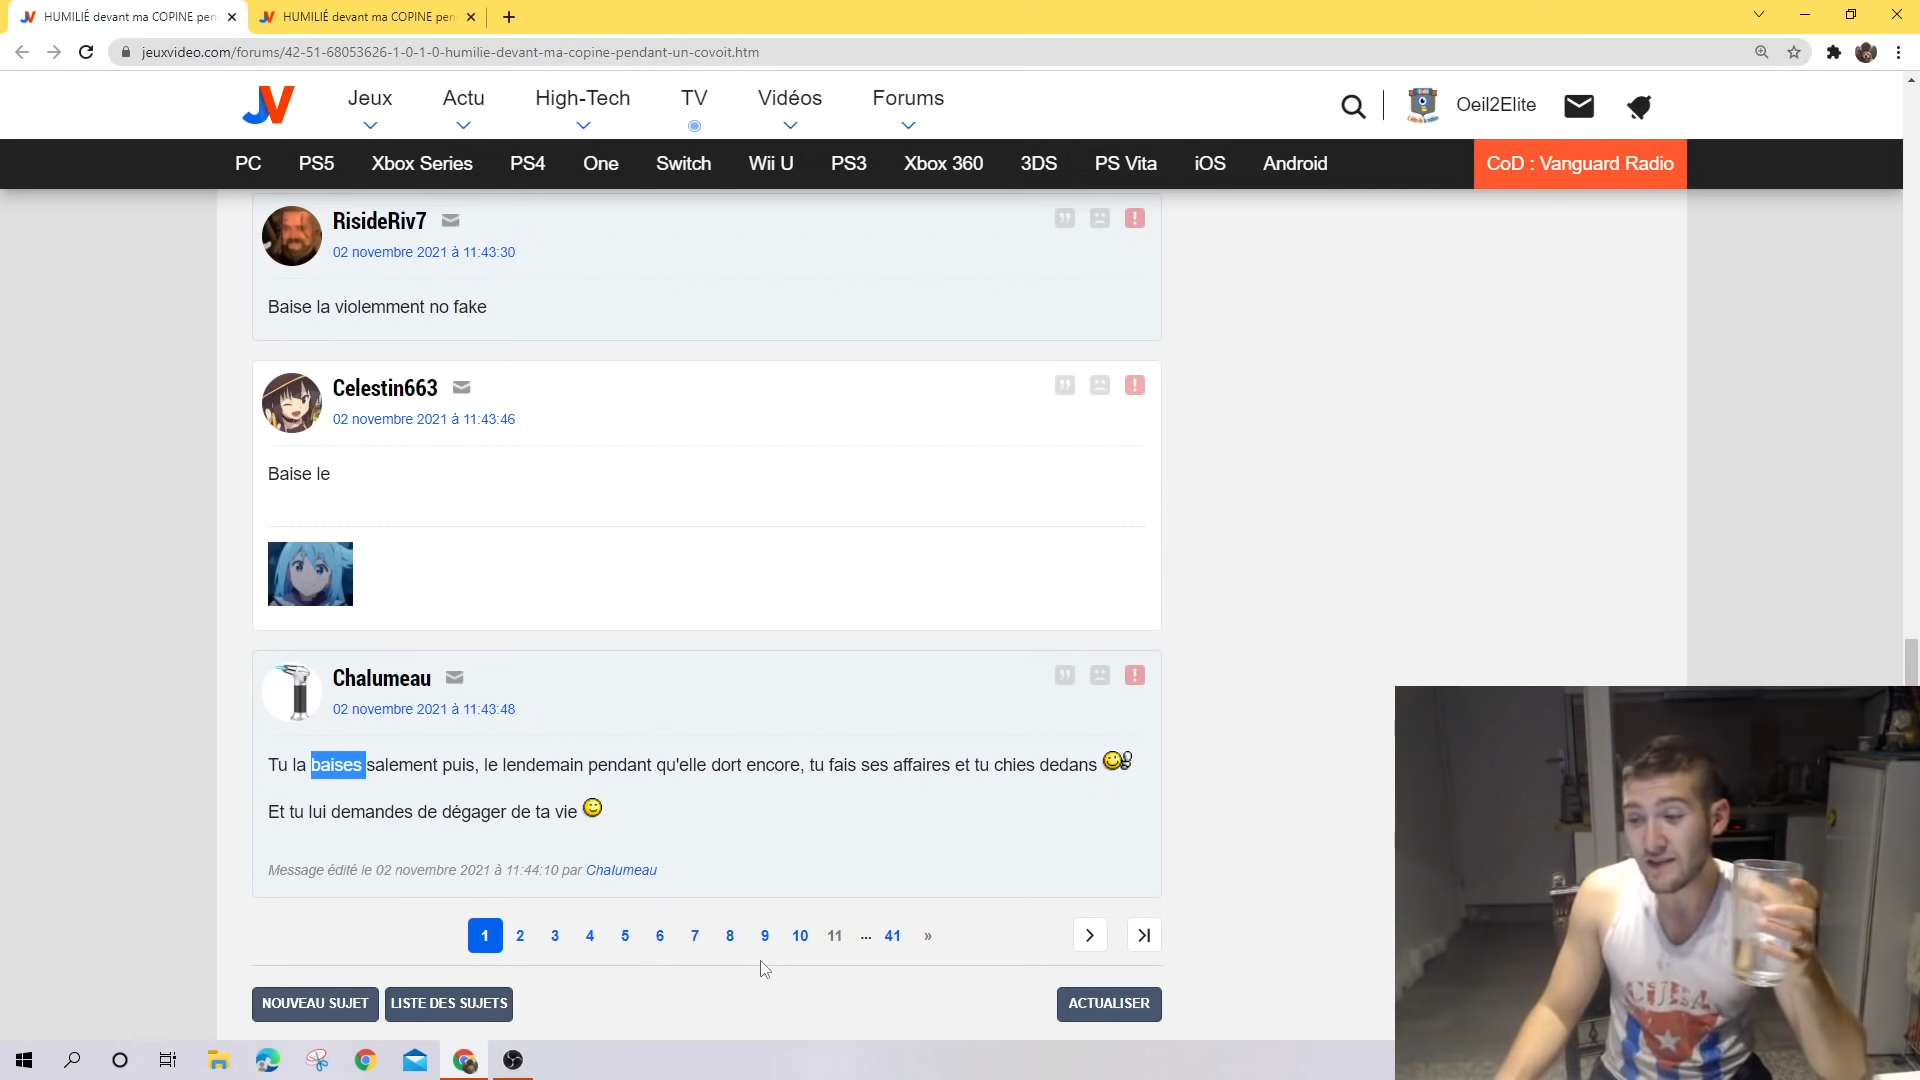 HUMILIÉ devant ma COPINE pen
HUMILIÉ devant ma COPINE pen
jeuxvideo.com/forums/42-51-68053626-1-0-1-0-humilie-devant-ma-copine-pendant-un-covoit.htm
JV
Jeux
Actu
High-Tech
TV
Vidéos
Forums
Oeil2Elite
PC
PS5
Xbox Series
PS4
One
Switch
Wii U
PS3
Xbox 360
3DS
PS Vita
iOS
Android
CoD : Vanguard Radio
RisideRiv7
02 novembre 2021 à 11:43:30
Baise la violemment no fake
Celestin663
02 novembre 2021 à 11:43:46
Baise le
Chalumeau
02 novembre 2021 à 11:43:48
Tu la baises salement puis, le lendemain pendant qu'elle dort encore, tu fais ses affaires et tu chies dedans
Et tu lui demandes de dégager de ta vie
Message édité le 02 novembre 2021 à 11:44:10 par Chalumeau
1 2 3 4 5 6 7 8 9 10 11 ... 41 »
NOUVEAU SUJET
LISTE DES SUJETS
ACTUALISER
CUBA